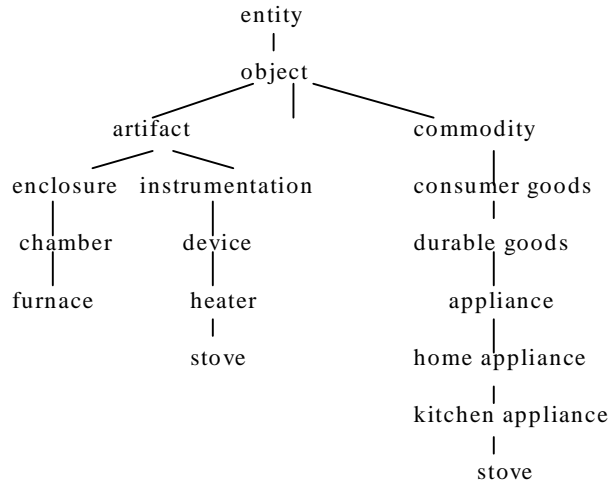 entity
object
artifact commodity
enclosure instrumentation consumer goods
chamber device durable goods
furnace heater appliance
stove home appliance
kitchen appliance
stove